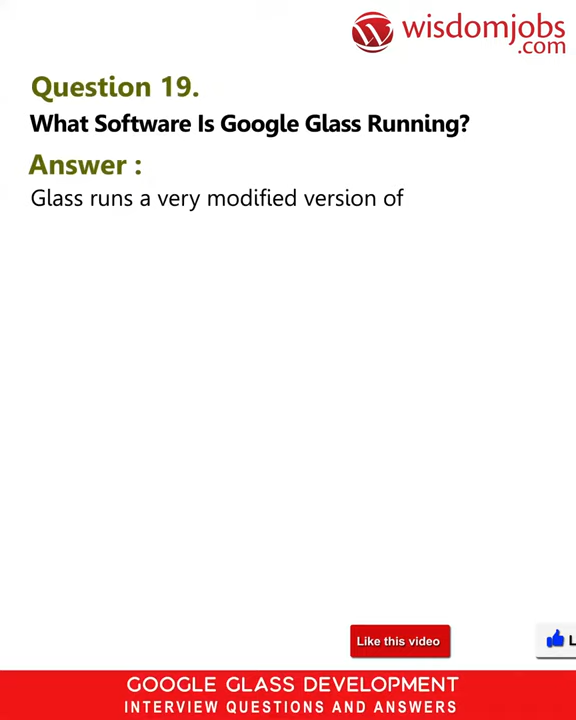 wisdomjobs
.com
Question 19.
What Software Is Google Glass Running?
Answer :
Glass runs a very modified version of
Like this video
L
GOOGLE GLASS DEVELOPMENT
INTERVIEW QUESTIONS AND ANSWERS